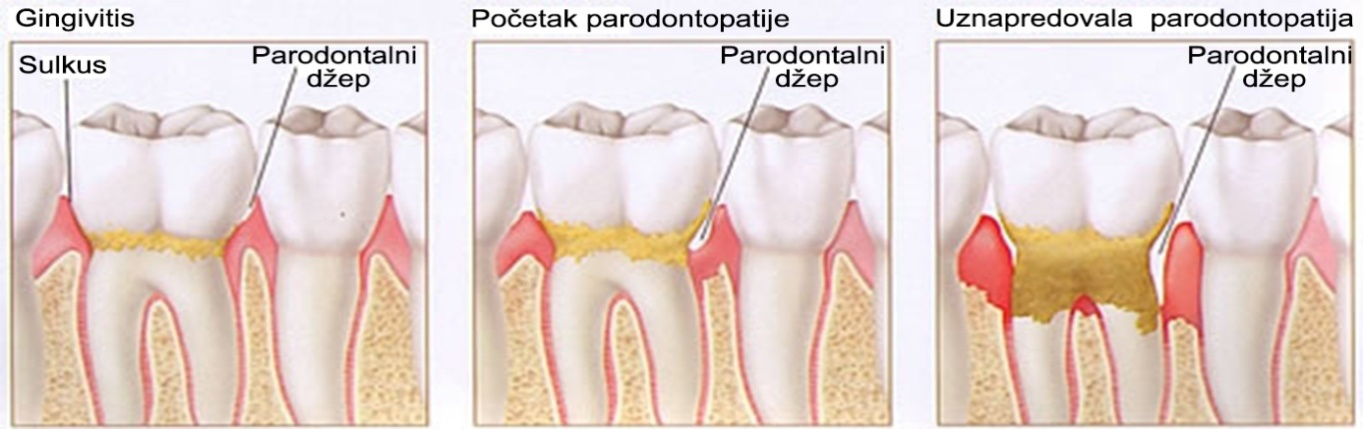 Gingivitis
Sulkus
Parodontalni
džep
Početak parodontopatije
Parodontalni
džep
Uznapredovala parodontopatija
Parodontalni
džep